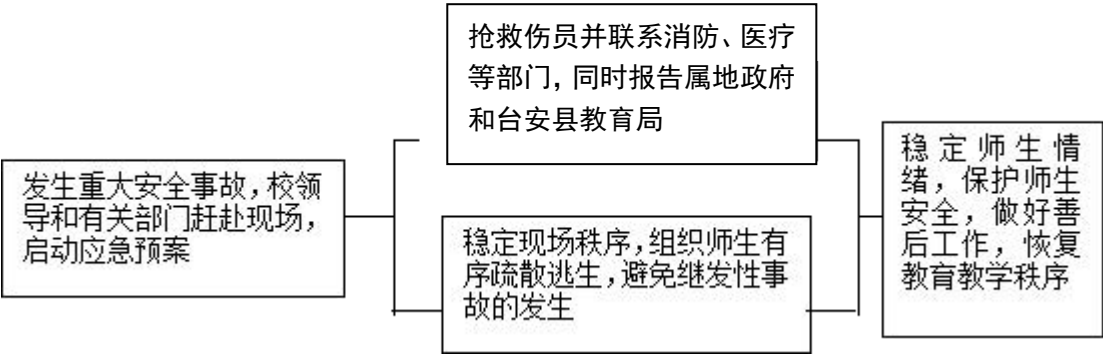 发生重大安全事故，校领
导和有关部门赶赴现场，
启动应急预案
抢救伤员并联系消防、医疗
等部门，同时报告属地政府
和台安县教育局
稳定现场秩序，组织师生有
序疏散逃生，避免继发性事
故的发生
稳定师生情
绪，保护师生
安全，做好善
后工作，恢复
教育教学秩序